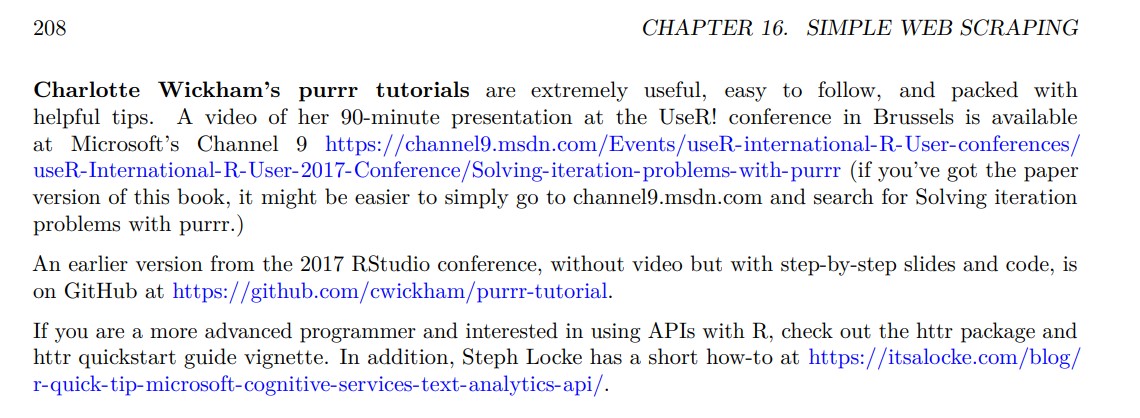 208 CHAPTER 16. SIMPLE WEB SCRAPING
Charlotte Wickham's purrr tutorials are extremely useful, easy to follow, and packed with
helpful tips. A video of her 90-minute presentation at the UseR! conference in Brussels is available
at Microsoft's Channel 9 https://channel9.msdn.com/Events/useR-international-R-User-conferences/
useR-International-R-User-2017-Conference/Solving-iteration-problems-with-purrr (if you've got the paper
version of this book, it might be easier to simply go to channel9.msdn.com and search for Solving iteration
problems with purrr.)
An earlier version from the 2017 RStudio conference, without video but with step-by-step slides and code, is
on GitHub at https://github.com/cwickham/purrr-tutorial.
If you are a more advanced programmer and interested in using APIs with R, check out the httr package and
httr quickstart guide vignette. In addition, Steph Locke has a short how-to at https://itsalocke.com/blog/
r-quick-tip-microsoft-cognitive-services-text-analytics-api/.